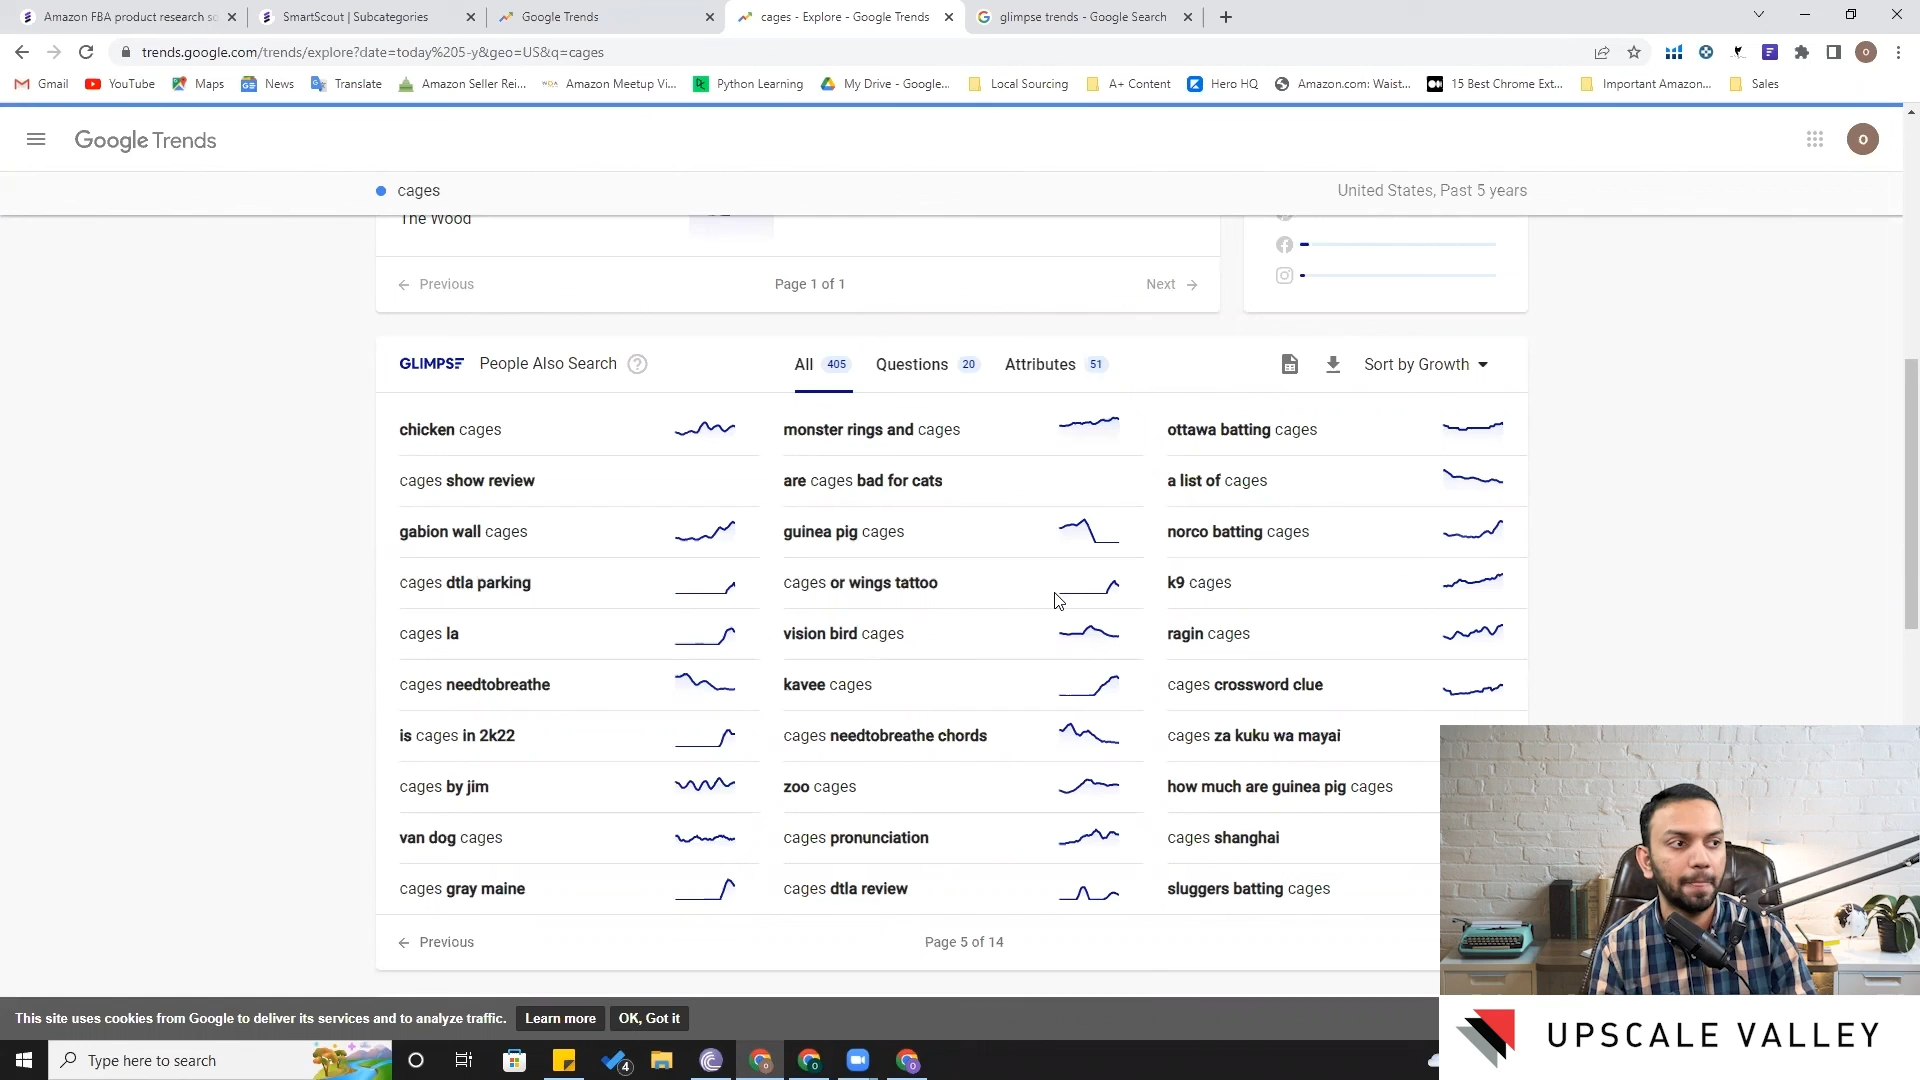 Amazon FBA product research so
SmartScout | Subcategories
Google Trends
cages - Explore - Google Trends
glimpse trends - Google Search
trends.google.com/trends/explore?date=today%205-y&geo=US&q=cages
Gmail
YouTube
Maps
News
Translate
Amazon Seller Rei...
Amazon Meetup Vi...
Python Learning
My Drive - Google...
Local Sourcing
A+ Content
Hero HQ
Amazon.com: Waist...
15 Best Chrome Ext...
Important Amazon...
Sales
Google Trends
cages
United States, Past 5 years
The Wood
Previous
Page 1 of 1
Next
GLIMPSE People Also Search
All 405
Questions 20
Attributes 51
Sort by Growth
chicken cages
monster rings and cages
ottawa batting cages
cages show review
are cages bad for cats
a list of cages
gabion wall cages
guinea pig cages
norco batting cages
cages dtla parking
cages or wings tattoo
k9 cages
cages la
vision bird cages
ragin cages
cages needtobreathe
kavee cages
cages crossword clue
is cages in 2k22
cages needtobreathe chords
cages za kuku wa mayai
cages by jim
zoo cages
how much are guinea pig cages
van dog cages
cages pronunciation
cages shanghai
cages gray maine
cages dtla review
sluggers batting cages
Previous
Page 5 of 14
This site uses cookies from Google to deliver its services and to analyze traffic.
Learn more
OK, Got it
Type here to search
4
UPSCALE VALLEY